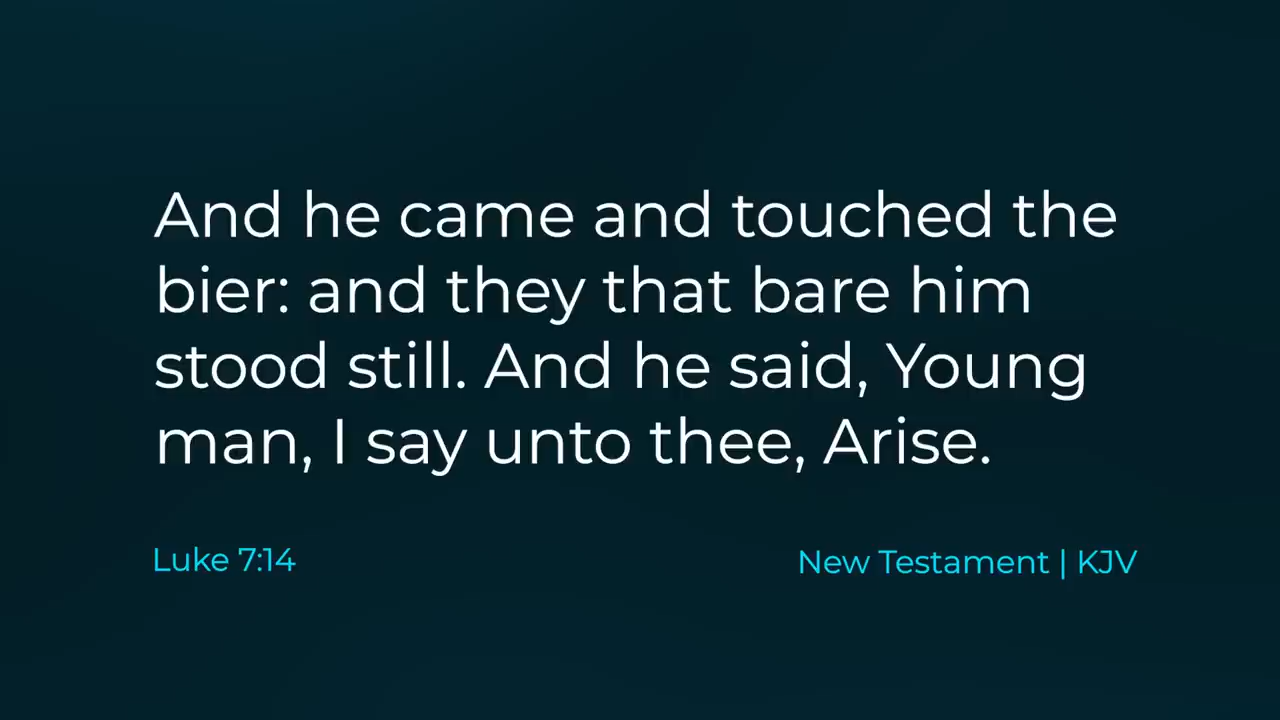 And he came and touched the
bier: and they that bare him
stood still. And he said, Young
man, I say unto thee, Arise.
Luke 7:14
New Testament | KJV